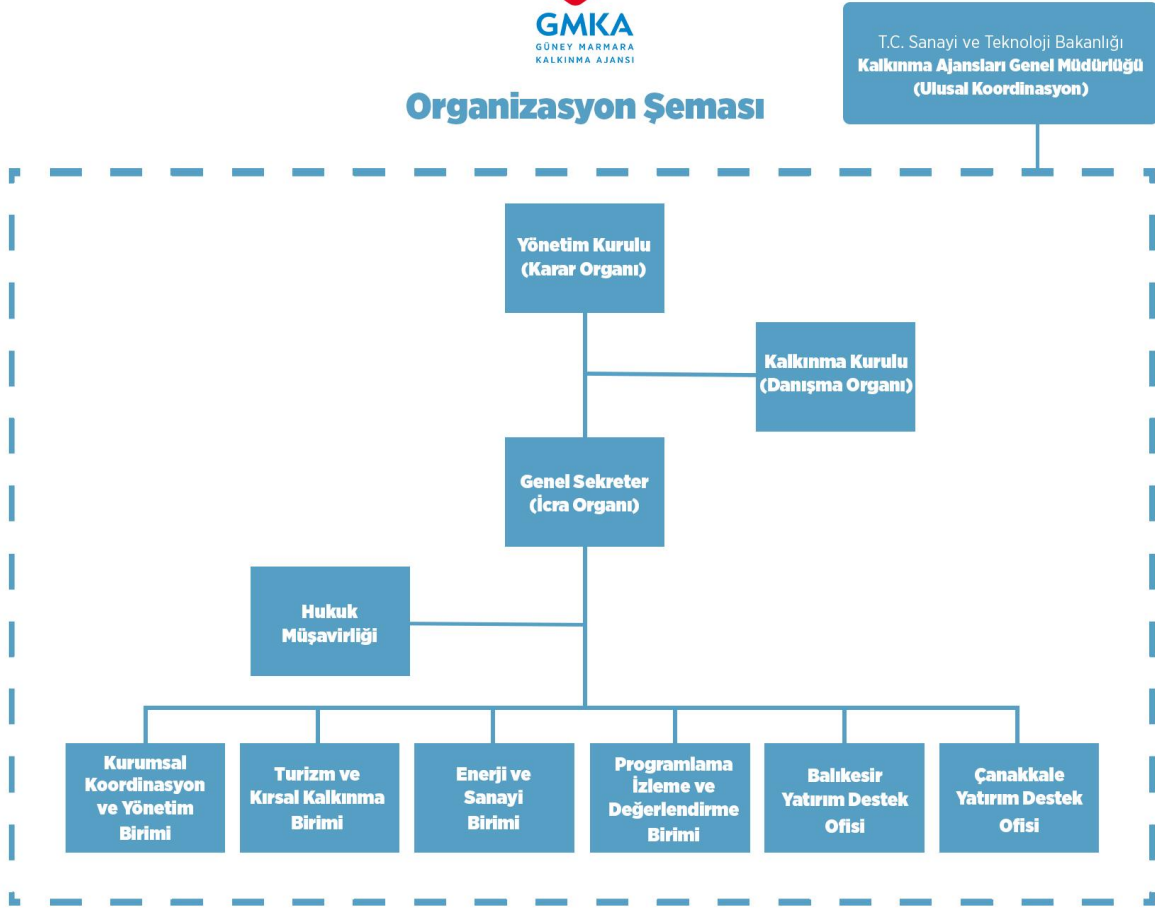 GMKA
GÜNEY MARMARA
KALKINMA AJANSI
Organizasyon Şeması
T.C. Sanayi ve Teknoloji Bakanlığı
Kalkınma Ajansları Genel Müdürlüğü
(Ulusal Koordinasyon)
Yönetim Kurulu
(Karar Organı)
Kalkınma Kurulu
(Danışma Organı)
Genel Sekreter
(İcra Organı)
Hukuk
Müşavirliği
Kurumsal
Koordinasyon
ve Yönetim
Birimi
Turizm ve
Kırsal Kalkınma
Birimi
Enerji ve
Sanayi
Birimi
Programlama
İzleme ve
Değerlendirme
Birimi
Balıkesir
Yatırım Destek
Ofisi
Çanakkale
Yatırım Destek
Ofisi